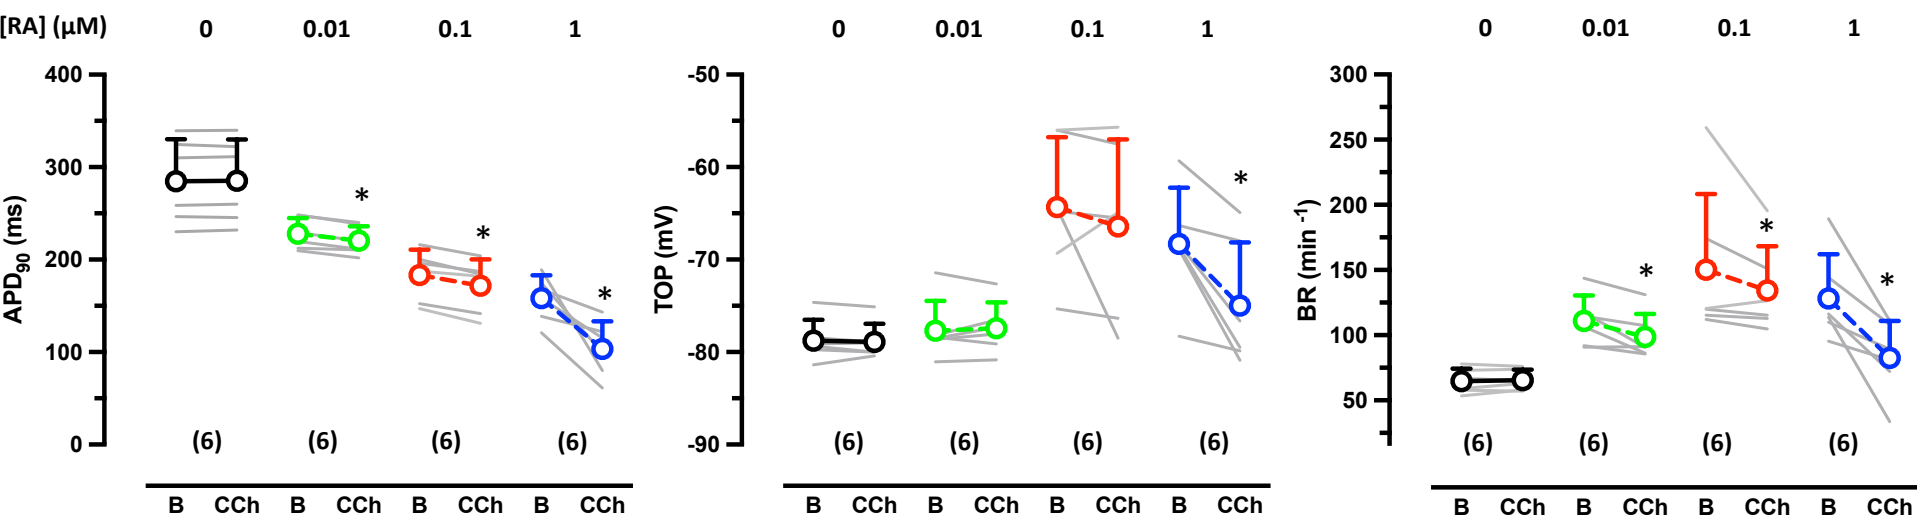 [RA] (µM) 0 0.01 0.1 1 0 0.01 0.1 1 0 0.01 0.1 1
APD90 (ms)
400
300
200
100
0
*
*
*
(6) (6) (6) (6)
B CCh B CCh B CCh B CCh
TOP (mV)
-50
-60
-70
-80
-90
*
(6) (6) (6) (6)
B CCh B CCh B CCh B CCh
BR (min-1)
300
250
200
150
100
50
*
*
*
(6) (6) (6) (6)
B CCh B CCh B CCh B CCh